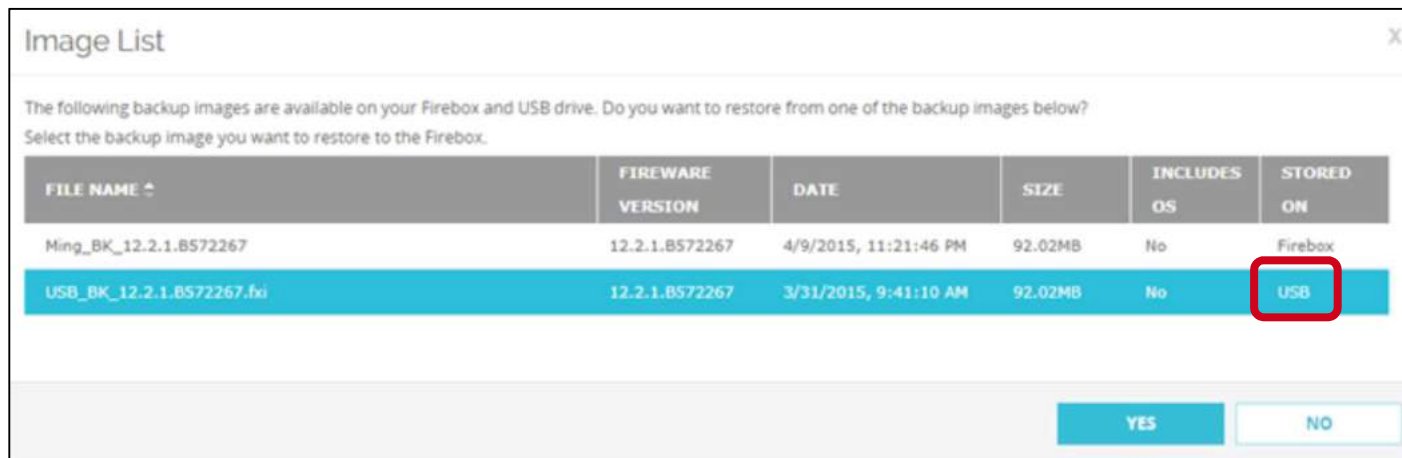 Image List
X
The following backup images are available on your Firebox and USB drive. Do you want to restore from one of the backup images below?
Select the backup image you want to restore to the Firebox.
FILE NAME FIREWARE VERSION DATE SIZE INCLUDES OS STORED ON
Ming_BK_12.2.1.B572267 12.2.1.B572267 4/9/2015, 11:21:46 PM 92.02MB No Firebox
USB_BK_12.2.1.B572267.fxi 12.2.1.B572267 3/31/2015, 9:41:10 AM 92.02MB No USB
YES NO